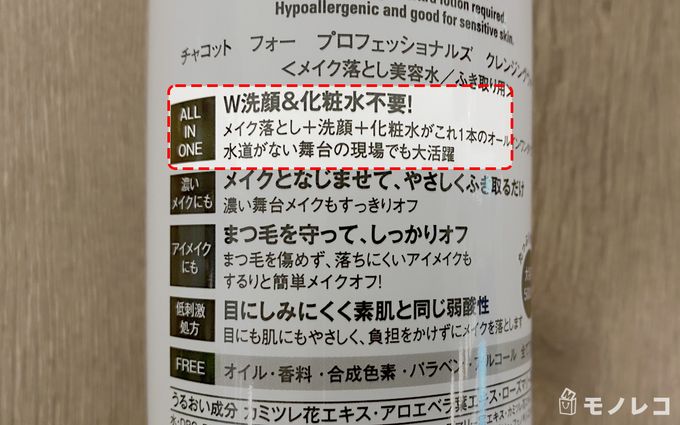 lotion required.
Hypoallergenic and good for sensitive skin.
チャコット フォー プロフェッショナルズ クレンジング
<メイク落とし美容水／ふき取り用>
ALL IN ONE
W洗顔&化粧水不要!
メイク落とし＋洗顔＋化粧水がこれ1本のオールインワン
水道がない舞台の現場でも大活躍
濃いメイクにも
メイクとなじませて、やさしくふき取るだけ
濃い舞台メイクもすっきりオフ
アイメイクにも
まつ毛を守って、しっかりオフ
まつ毛を傷めず、落ちにくいアイメイクも
するりと簡単メイクオフ!
低刺激処方
目にしみにくく素肌と同じ弱酸性
目にも肌にもやさしく、負担をかけずにメイクを落とします
FREE
オイル・香料・合成色素・パラベン・アルコール
うるおい成分 カミツレ花エキス・アロエベラ葉エキス・ローズマ
モノレコ